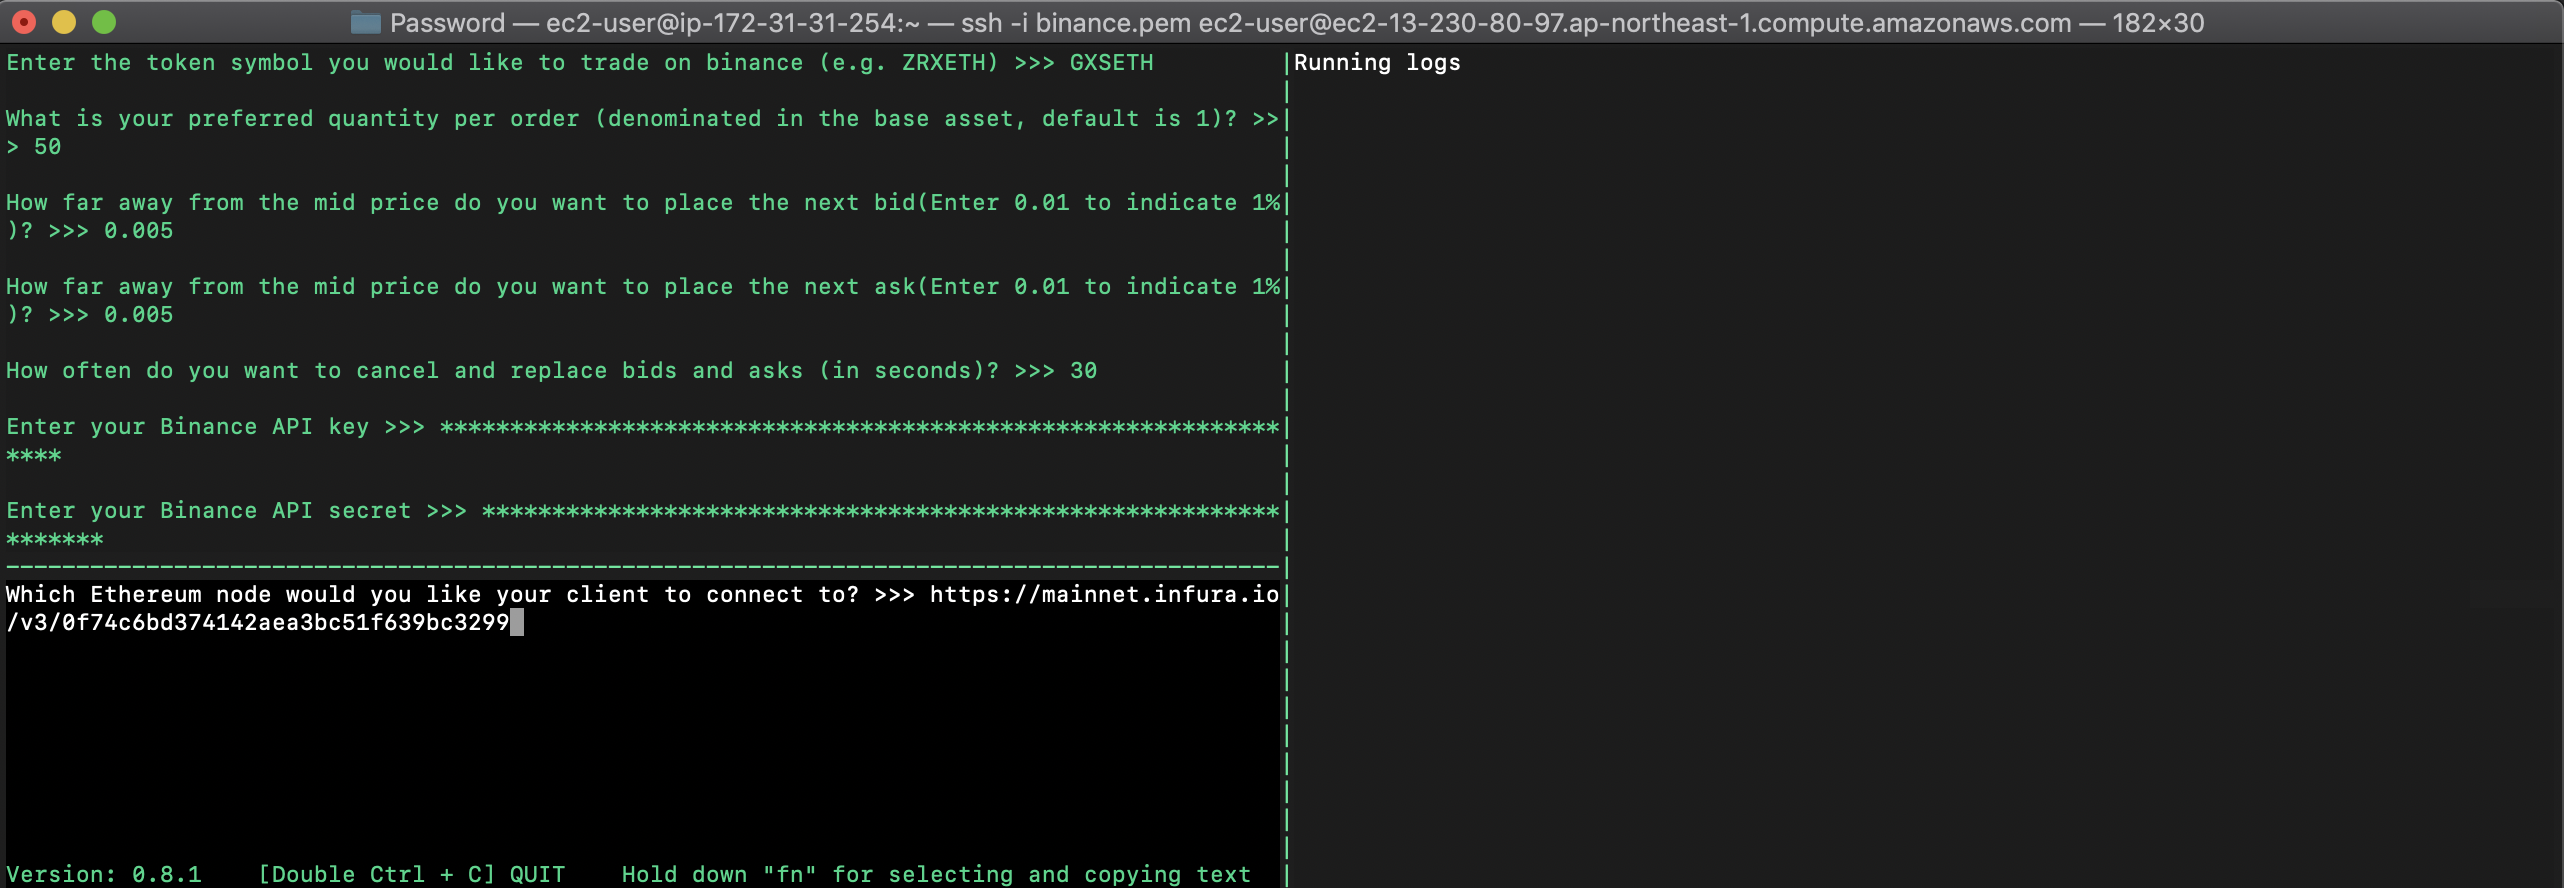 Password — ec2-user@ip-172-31-31-254:~ — ssh -i binance.pem ec2-user@ec2-13-230-80-97.ap-northeast-1.compute.amazonaws.com — 182×30
Enter the token symbol you would like to trade on binance (e.g. ZRXETH) >>> GXSETH
What is your preferred quantity per order (denominated in the base asset, default is 1)? >>
> 50
How far away from the mid price do you want to place the next bid(Enter 0.01 to indicate 1%
)? >>> 0.005
How far away from the mid price do you want to place the next ask(Enter 0.01 to indicate 1%
)? >>> 0.005
How often do you want to cancel and replace bids and asks (in seconds)? >>> 30
Enter your Binance API key >>> ************************************************************
****
Enter your Binance API secret >>> *********************************************************
*******
Which Ethereum node would you like your client to connect to? >>> https://mainnet.infura.io
/v3/0f74c6bd374142aea3bc51f639bc3299
Version: 0.8.1    [Double Ctrl + C] QUIT    Hold down "fn" for selecting and copying text
Running logs